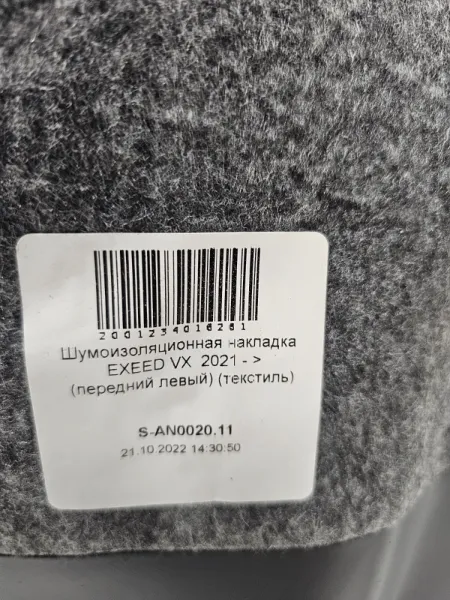 2001234016261
Шумоизоляционная накладка
EXEED VX 2021 - >
(передний левый) (текстиль)
S-AN0020.11
21.10.2022 14:30:50